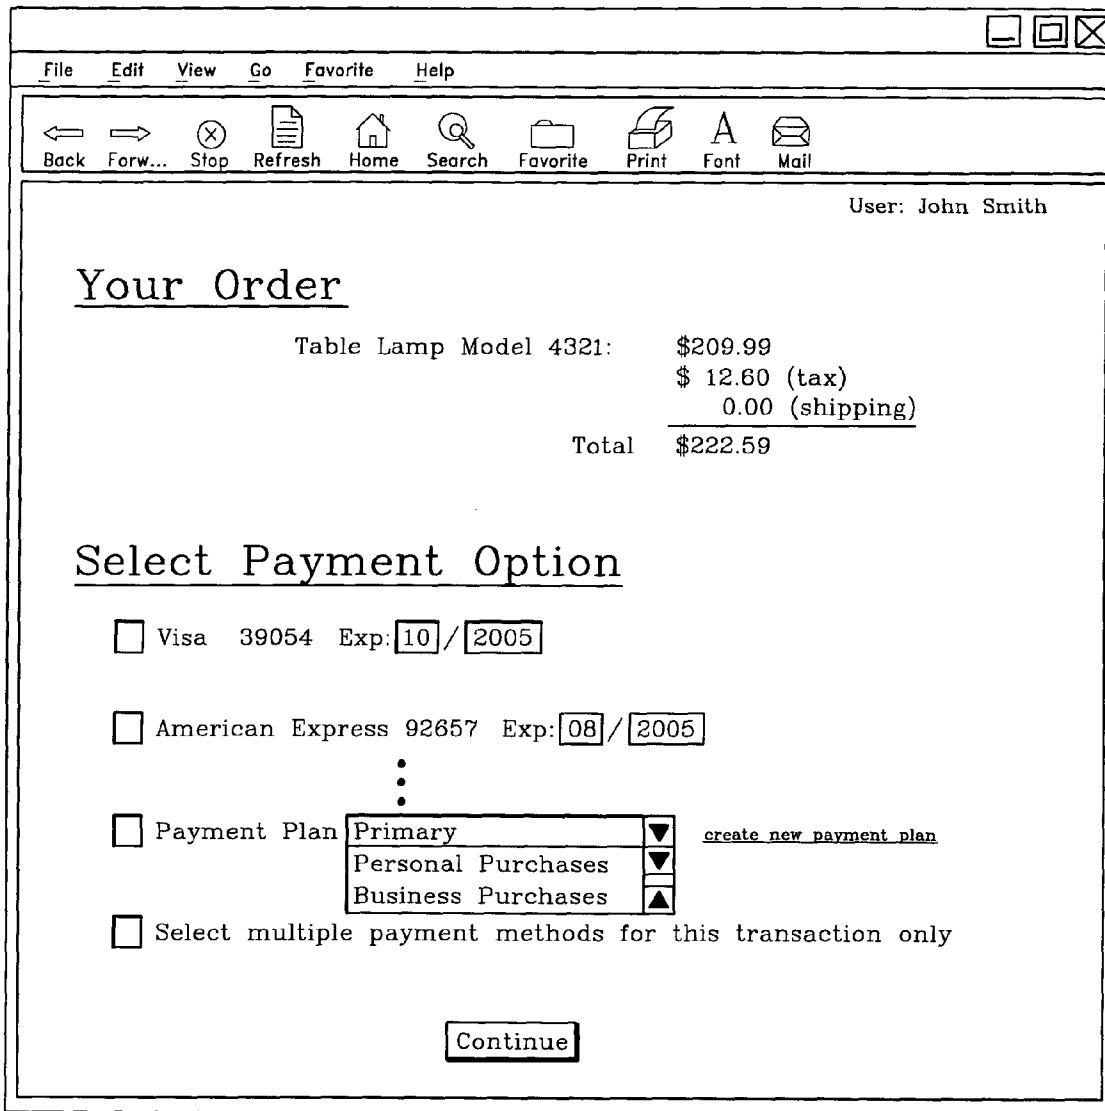 File Edit View Go Favorite Help
Back Forw... Stop Refresh Home Search Favorite Print Font Mail
User: John Smith
Your Order
Table Lamp Model 4321: $209.99
$ 12.60 (tax)
0.00 (shipping)
Total $222.59
Select Payment Option
Visa 39054 Exp: 10 / 2005
American Express 92657 Exp: 08 / 2005
Payment Plan Primary create new payment plan
Personal Purchases
Business Purchases
Select multiple payment methods for this transaction only
Continue